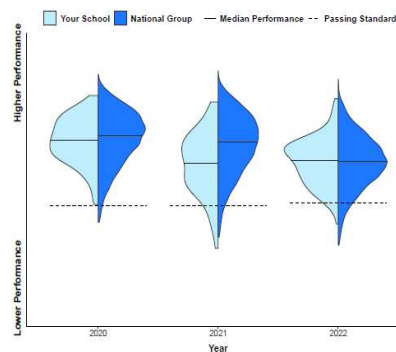 Your School National Group Median Performance Passing Standard
Higher Performance
Lower Performance
2020 2021 2022
Year